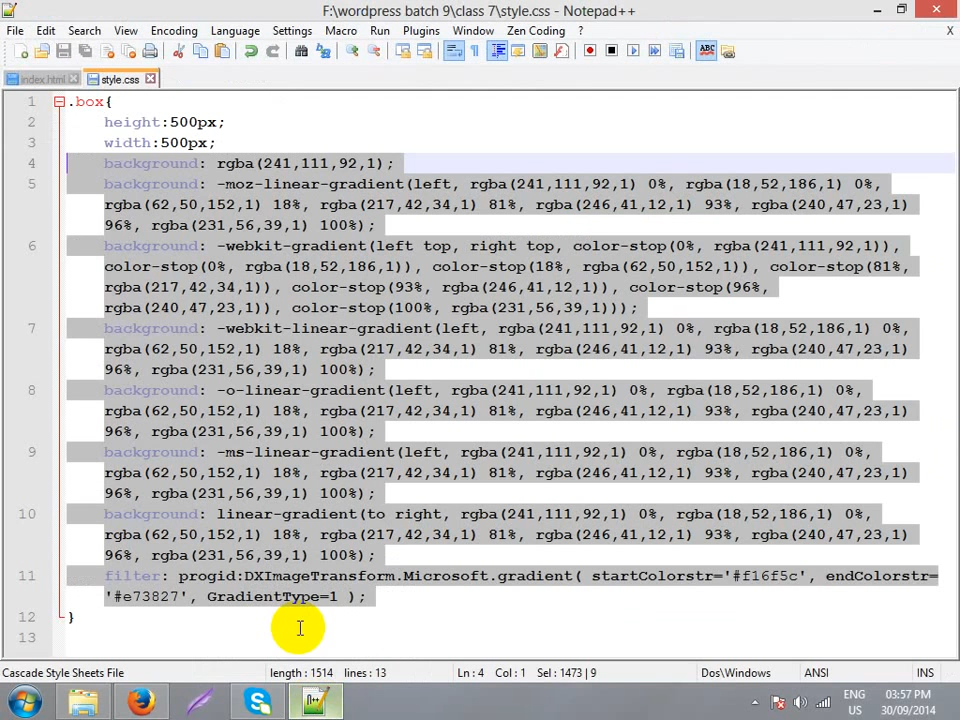 F:\wordpress batch 9\class 7\style.css - Notepad++
File Edit Search View Encoding Language Settings Macro Run Plugins Window Zen Coding ? X
ABC
index.html style.css
1 .box{
2 height:500px;
3 width:500px;
4 background: rgba(241,111,92,1);
5 background: -moz-linear-gradient(left, rgba(241,111,92,1) 0%, rgba(18,52,186,1) 0%,
rgba(62,50,152,1) 18%, rgba(217,42,34,1) 81%, rgba(246,41,12,1) 93%, rgba(240,47,23,1)
96%, rgba(231,56,39,1) 100%);
6 background: -webkit-gradient(left top, right top, color-stop(0%, rgba(241,111,92,1)),
color-stop(0%, rgba(18,52,186,1)), color-stop(18%, rgba(62,50,152,1)), color-stop(81%,
rgba(217,42,34,1)), color-stop(93%, rgba(246,41,12,1)), color-stop(96%,
rgba(240,47,23,1)), color-stop(100%, rgba(231,56,39,1)));
7 background: -webkit-linear-gradient(left, rgba(241,111,92,1) 0%, rgba(18,52,186,1) 0%,
rgba(62,50,152,1) 18%, rgba(217,42,34,1) 81%, rgba(246,41,12,1) 93%, rgba(240,47,23,1)
96%, rgba(231,56,39,1) 100%);
8 background: -o-linear-gradient(left, rgba(241,111,92,1) 0%, rgba(18,52,186,1) 0%,
rgba(62,50,152,1) 18%, rgba(217,42,34,1) 81%, rgba(246,41,12,1) 93%, rgba(240,47,23,1)
96%, rgba(231,56,39,1) 100%);
9 background: -ms-linear-gradient(left, rgba(241,111,92,1) 0%, rgba(18,52,186,1) 0%,
rgba(62,50,152,1) 18%, rgba(217,42,34,1) 81%, rgba(246,41,12,1) 93%, rgba(240,47,23,1)
96%, rgba(231,56,39,1) 100%);
10 background: linear-gradient(to right, rgba(241,111,92,1) 0%, rgba(18,52,186,1) 0%,
rgba(62,50,152,1) 18%, rgba(217,42,34,1) 81%, rgba(246,41,12,1) 93%, rgba(240,47,23,1)
96%, rgba(231,56,39,1) 100%);
11 filter: progid:DXImageTransform.Microsoft.gradient( startColorstr='#f16f5c', endColorstr=
'#e73827', GradientType=1 );
12 }
13
Cascade Style Sheets File length : 1514 lines : 13 Ln : 4 Col : 1 Sel : 1473 | 9 Dos\Windows ANSI INS
ENG 03:57 PM
US 30/09/2014